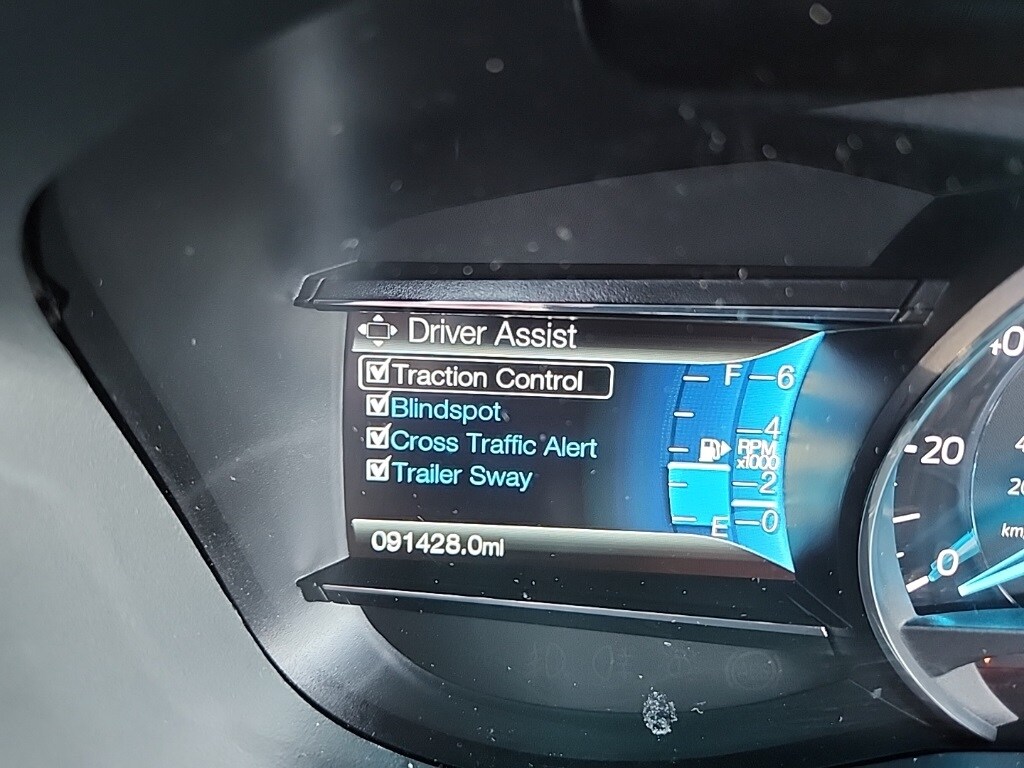 Driver Assist
Traction Control
Blindspot
Cross Traffic Alert
Trailer Sway
091428.0mi
F
E
6
4
RPM
x1000
2
0
20
0
km/